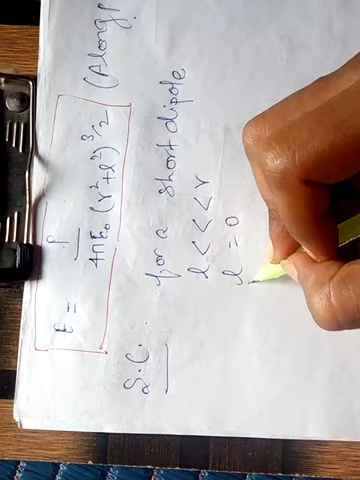 E = p / 4πε₀ (r² + l²)^3/2 (Along
S.C. for a short dipole
l <<< r
l = 0